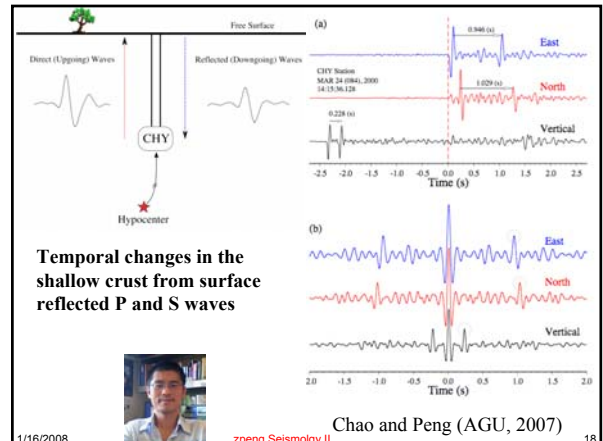 Free Surface
Direct (Upgoing) Waves
Reflected (Downgoing) Waves
CHY
Hypocenter
Temporal changes in the
shallow crust from surface
reflected P and S waves
(a)
0.946 (s)
East
CHY Station
MAR 24 (084), 2000
14:15:36.128
1.029 (s)
North
0.228 (s)
Vertical
-2.5 -2.0 -1.5 -1.0 -0.5 0.0 0.5 1.0 1.5 2.0 2.5
Time (s)
(b)
East
North
Vertical
2.0 -1.5 -1.0 -0.5 0.0 0.5 1.0 1.5 2.0
Time (s)
Chao and Peng (AGU, 2007)
1/16/2008
zpeng Seismolgy II
18